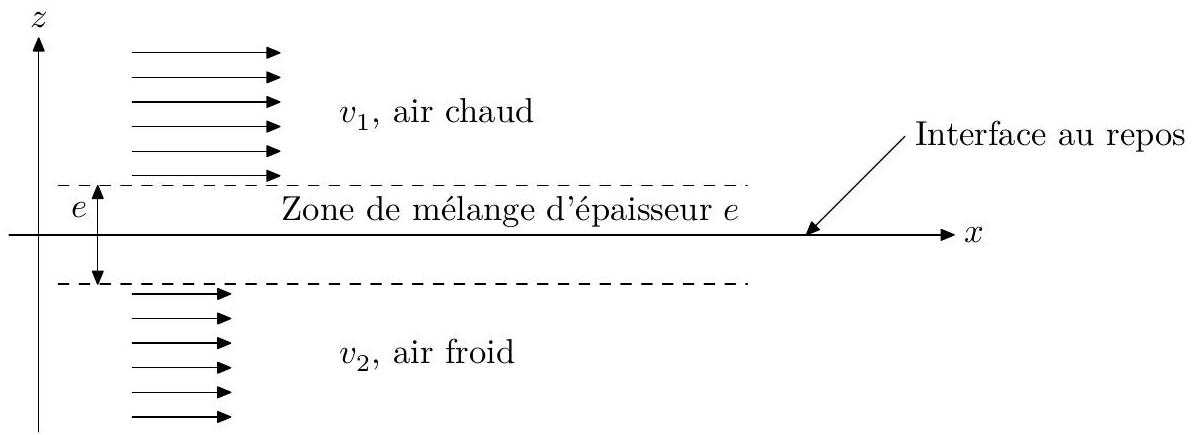 z
v₁, air chaud
Interface au repos
e
Zone de mélange d'épaisseur e
x
v₂, air froid